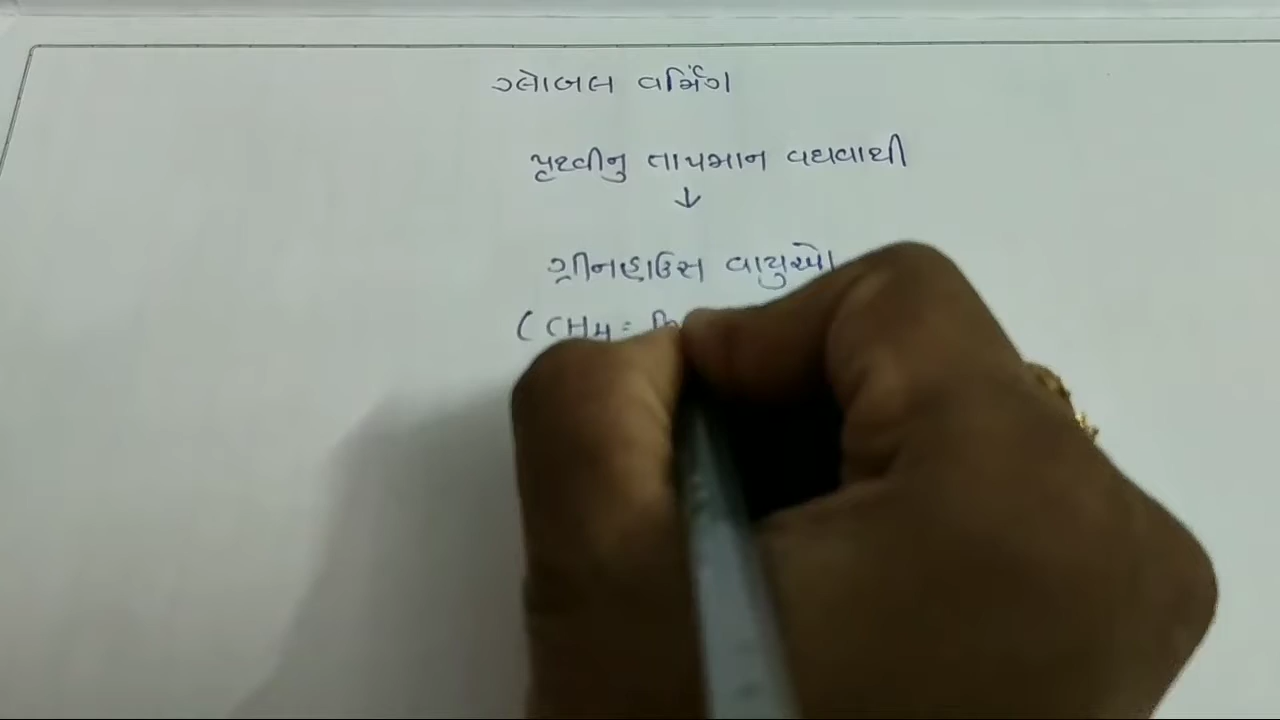 ગ્લોબલ વર્મિંગ
પૃથ્વીનુ તાપમાન વધવાથી
↓
ગ્રીનહાઉસ વાયુઓ
( CH4 =